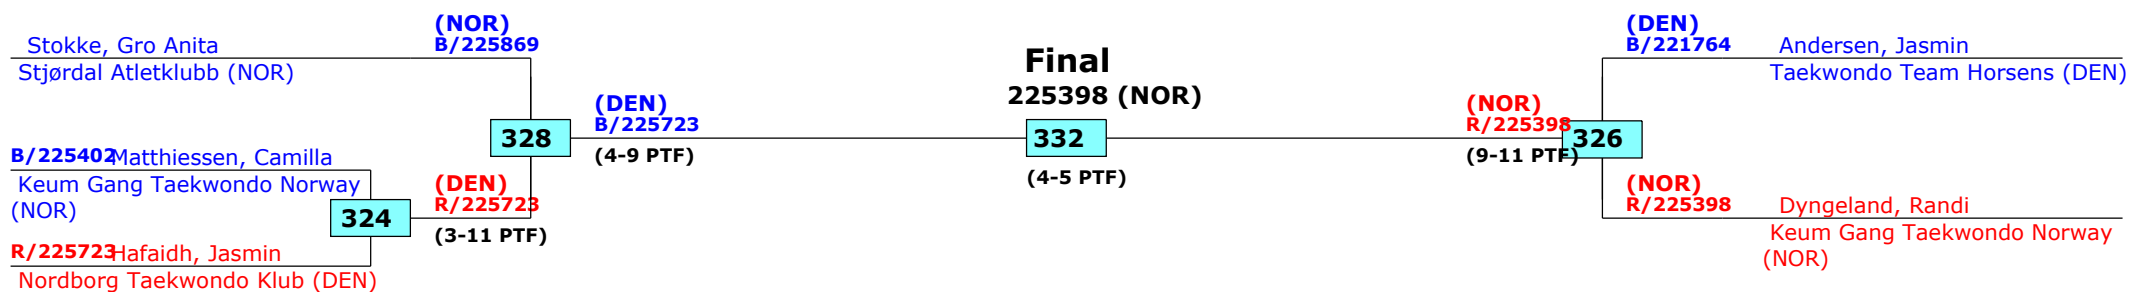 Stokke, Gro Anita
Stjørdal Atletklubb (NOR)
(NOR)
B/225869
B/225402 Matthiessen, Camilla
Keum Gang Taekwondo Norway
(NOR)
R/225723 Hafaidh, Jasmin
Nordborg Taekwondo Klub (DEN)
324
(DEN)
R/225723
(3-11 PTF)
328
(DEN)
B/225723
(4-9 PTF)
Final
225398 (NOR)
332
(4-5 PTF)
(NOR)
R/225398
(9-11 PTF)
326
(DEN)
B/221764
Andersen, Jasmin
Taekwondo Team Horsens (DEN)
(NOR)
R/225398
Dyngeland, Randi
Keum Gang Taekwondo Norway
(NOR)